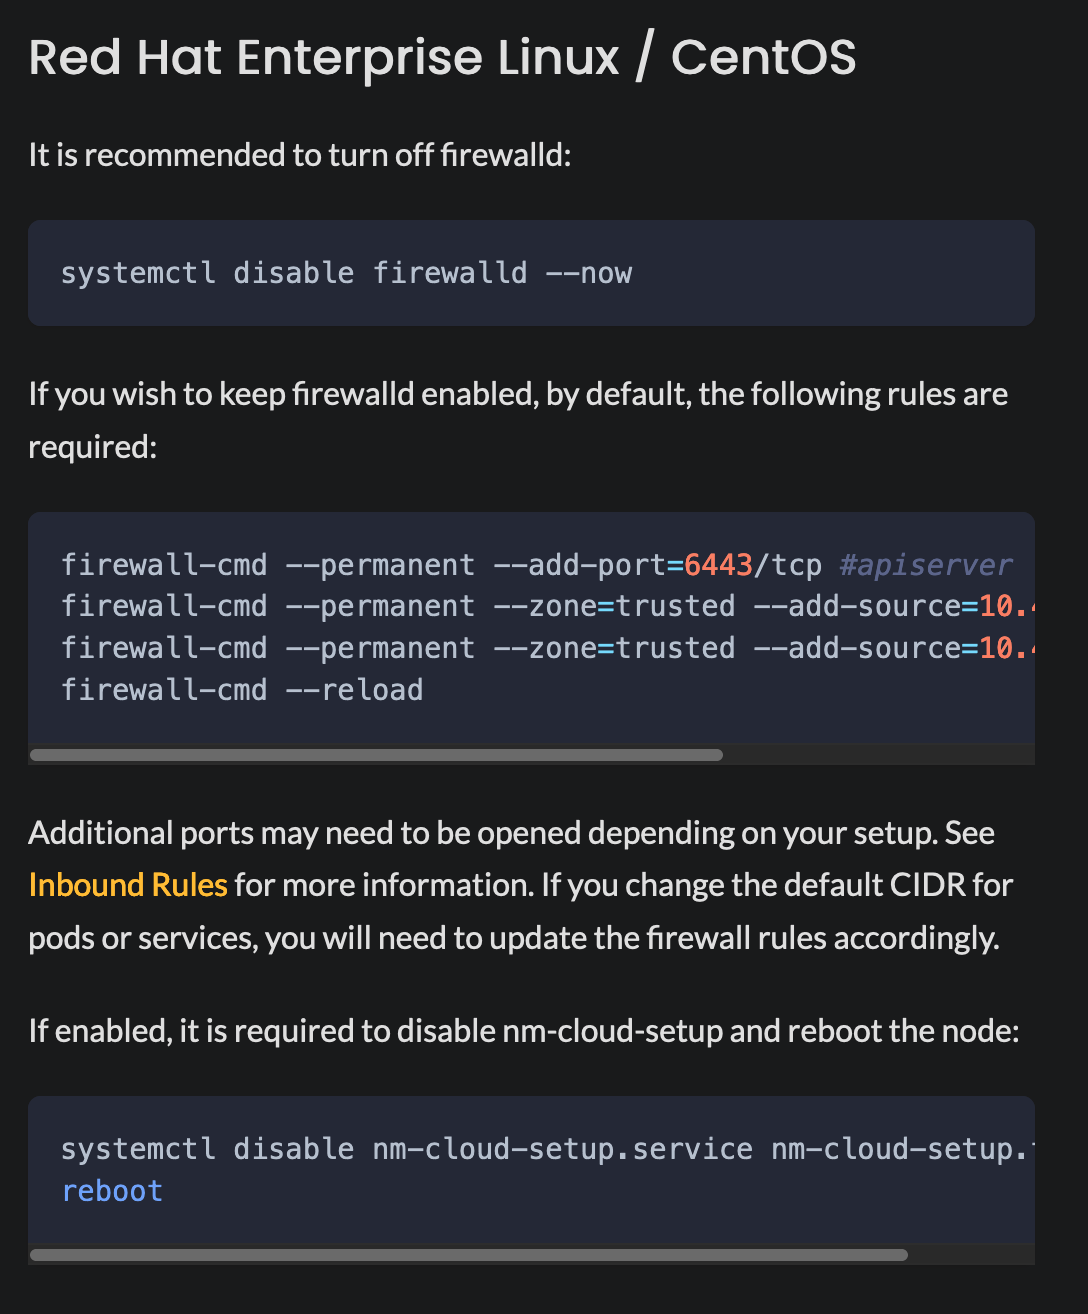 Red Hat Enterprise Linux / CentOS
It is recommended to turn off firewalld:
systemctl disable firewalld --now
If you wish to keep firewalld enabled, by default, the following rules are
required:
firewall-cmd --permanent --add-port=6443/tcp #apiserver
firewall-cmd --permanent --zone=trusted --add-source=10.
firewall-cmd --permanent --zone=trusted --add-source=10.
firewall-cmd --reload
Additional ports may need to be opened depending on your setup. See
Inbound Rules for more information. If you change the default CIDR for
pods or services, you will need to update the firewall rules accordingly.
If enabled, it is required to disable nm-cloud-setup and reboot the node:
systemctl disable nm-cloud-setup.service nm-cloud-setup.
reboot